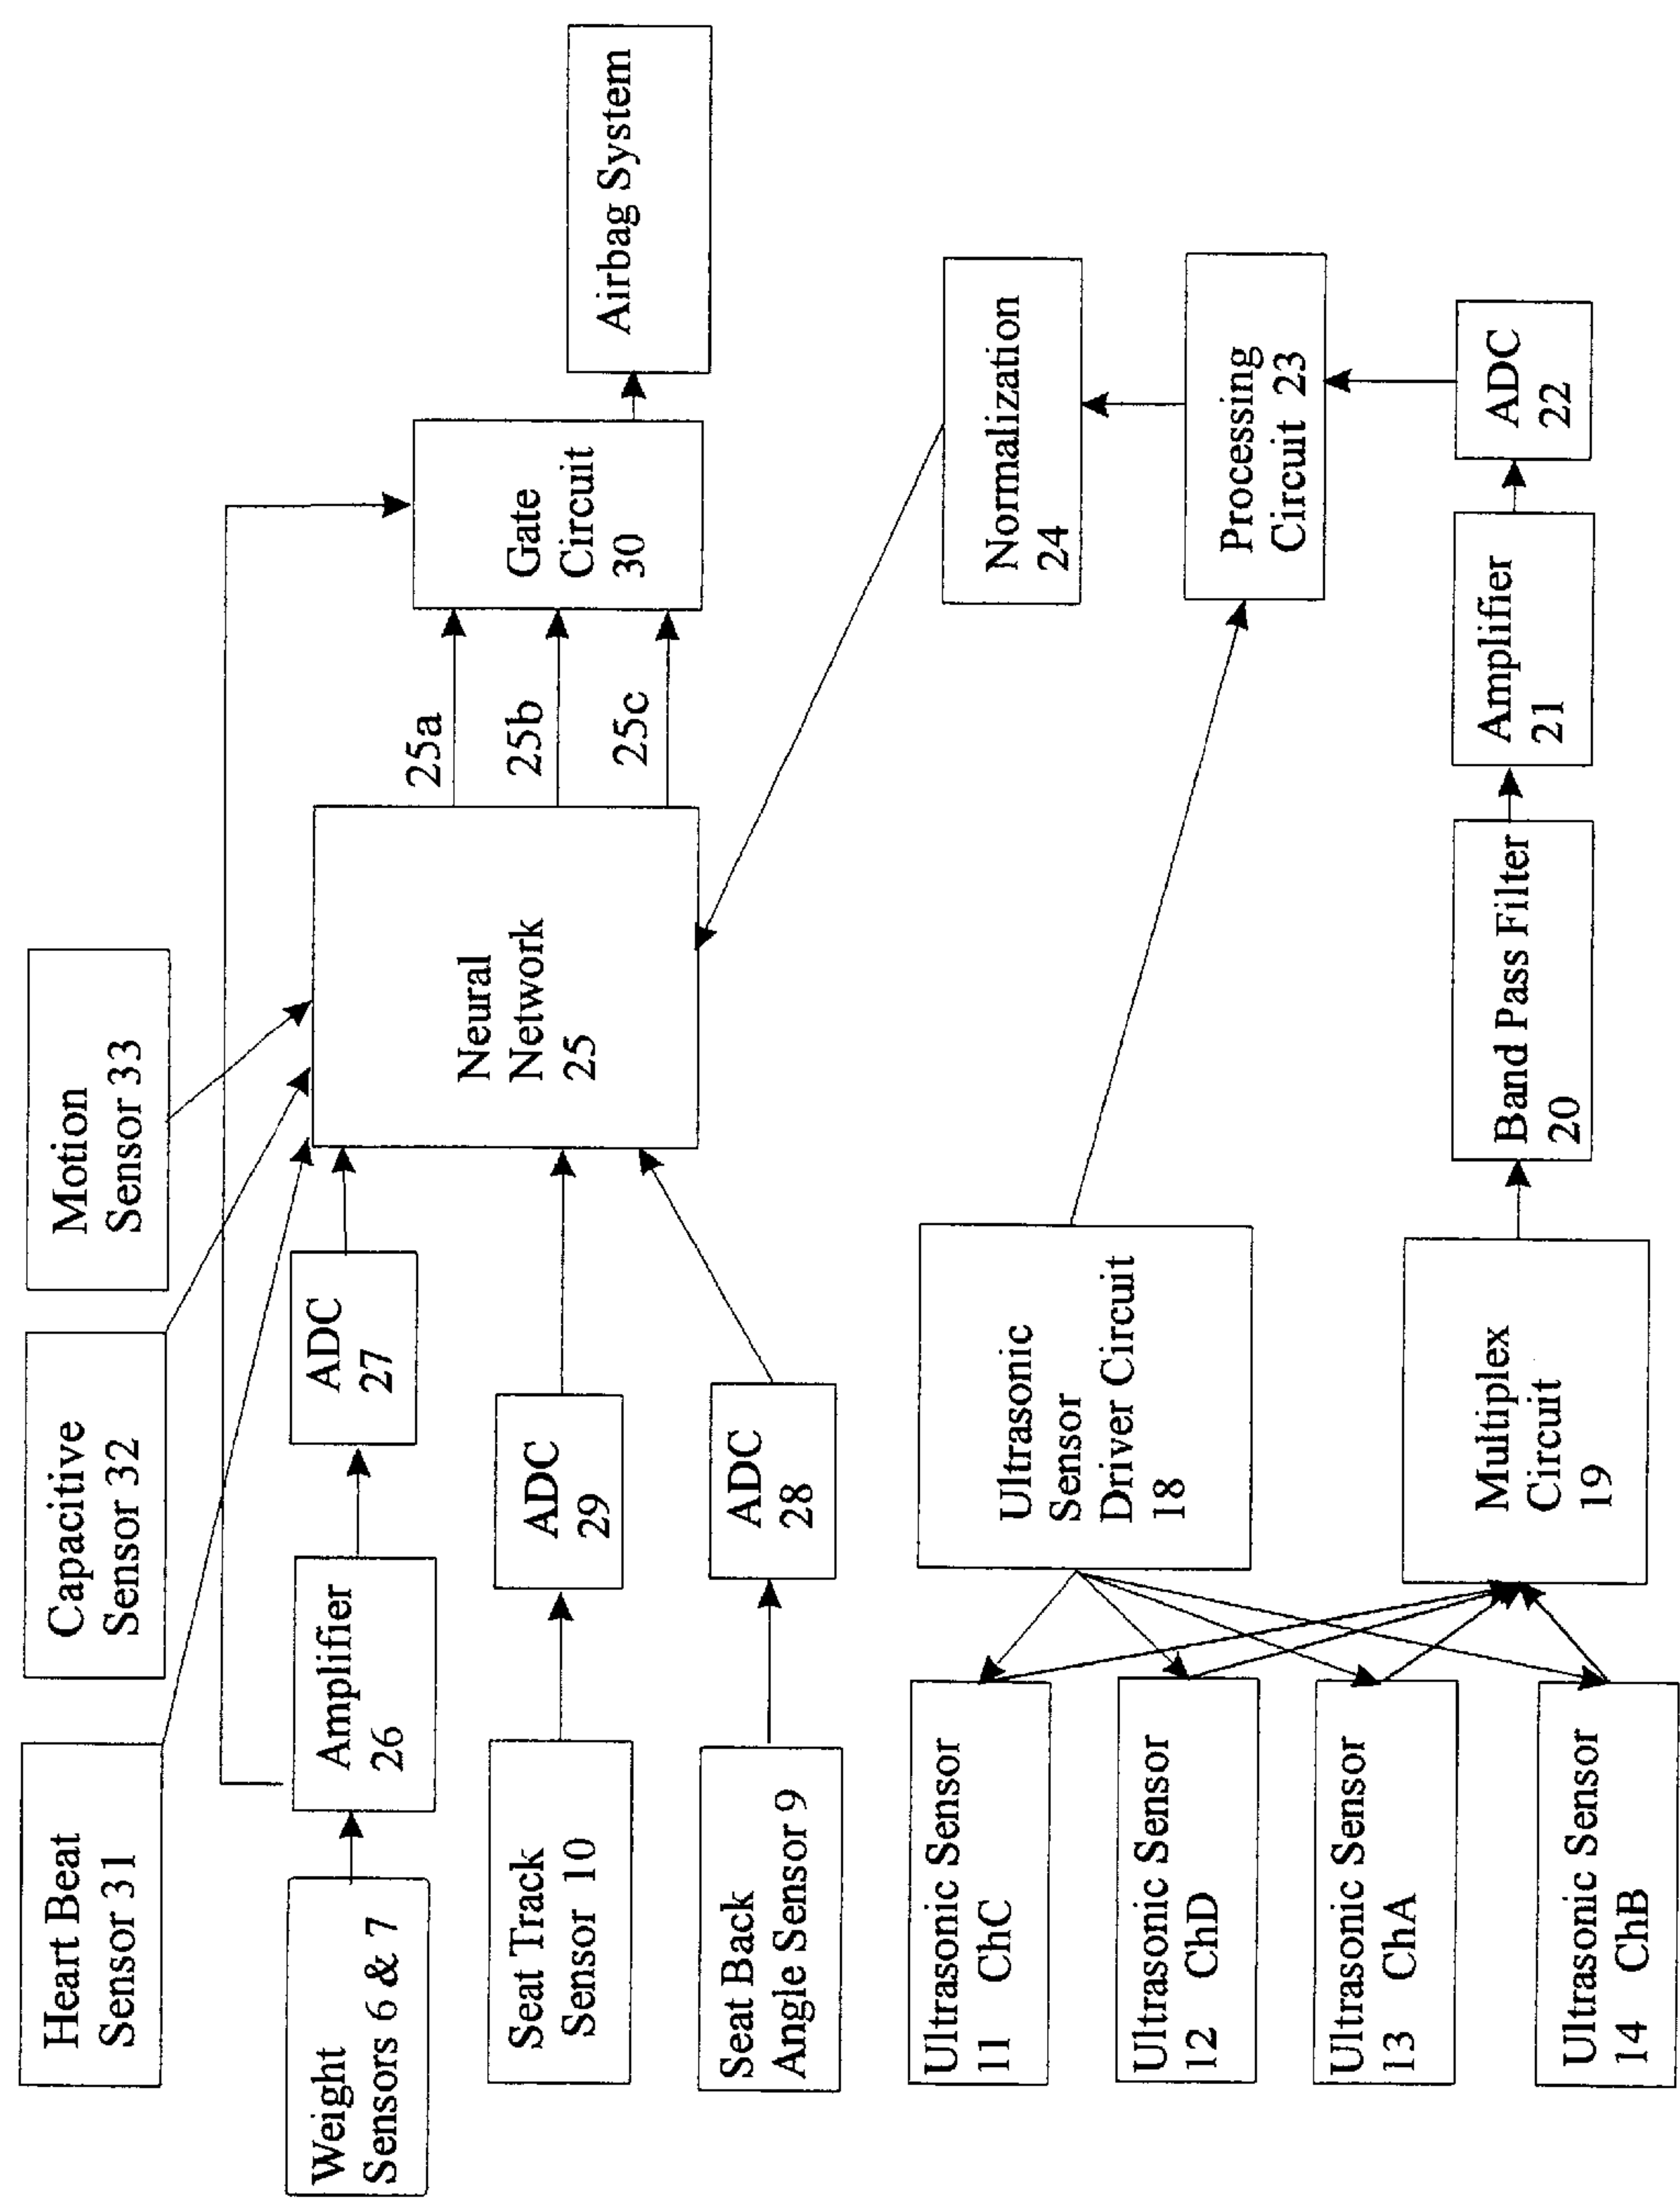 Heart Beat
Sensor 31
Capacitive
Sensor 32
Motion
Sensor 33
Weight
Sensors 6 & 7
Amplifier
26
ADC
27
Seat Track
Sensor 10
ADC
29
Seat Back
Angle Sensor 9
ADC
28
Neural
Network
25
25a
25b
25c
Gate
Circuit
30
Airbag System
Ultrasonic Sensor
11 ChC
Ultrasonic Sensor
12 ChD
Ultrasonic Sensor
13 ChA
Ultrasonic Sensor
14 ChB
Ultrasonic
Sensor
Driver Circuit
18
Multiplex
Circuit
19
Band Pass Filter
20
Amplifier
21
ADC
22
Processing
Circuit 23
Normalization
24